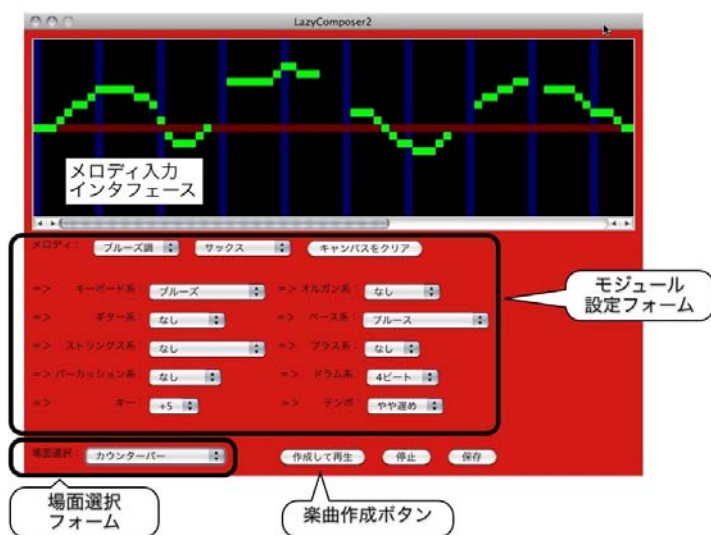 LazyComposer2
メロディ入力
インタフェース
メロディ： ブルーズ調 サックス キャンバスをクリア
=> キーボード系： ブルーズ => オルガン系： なし
=> ギター系： なし => ベース系： ブルース
=> ストリングス系： なし => ブラス系： なし
=> パーカッション系： なし => ドラム系： 4ビート
=> キー： +5 => テンポ： やや遅め
モジュール
設定フォーム
場面選択： カウンターバー 作成して再生 停止 保存
場面選択
フォーム
楽曲作成ボタン